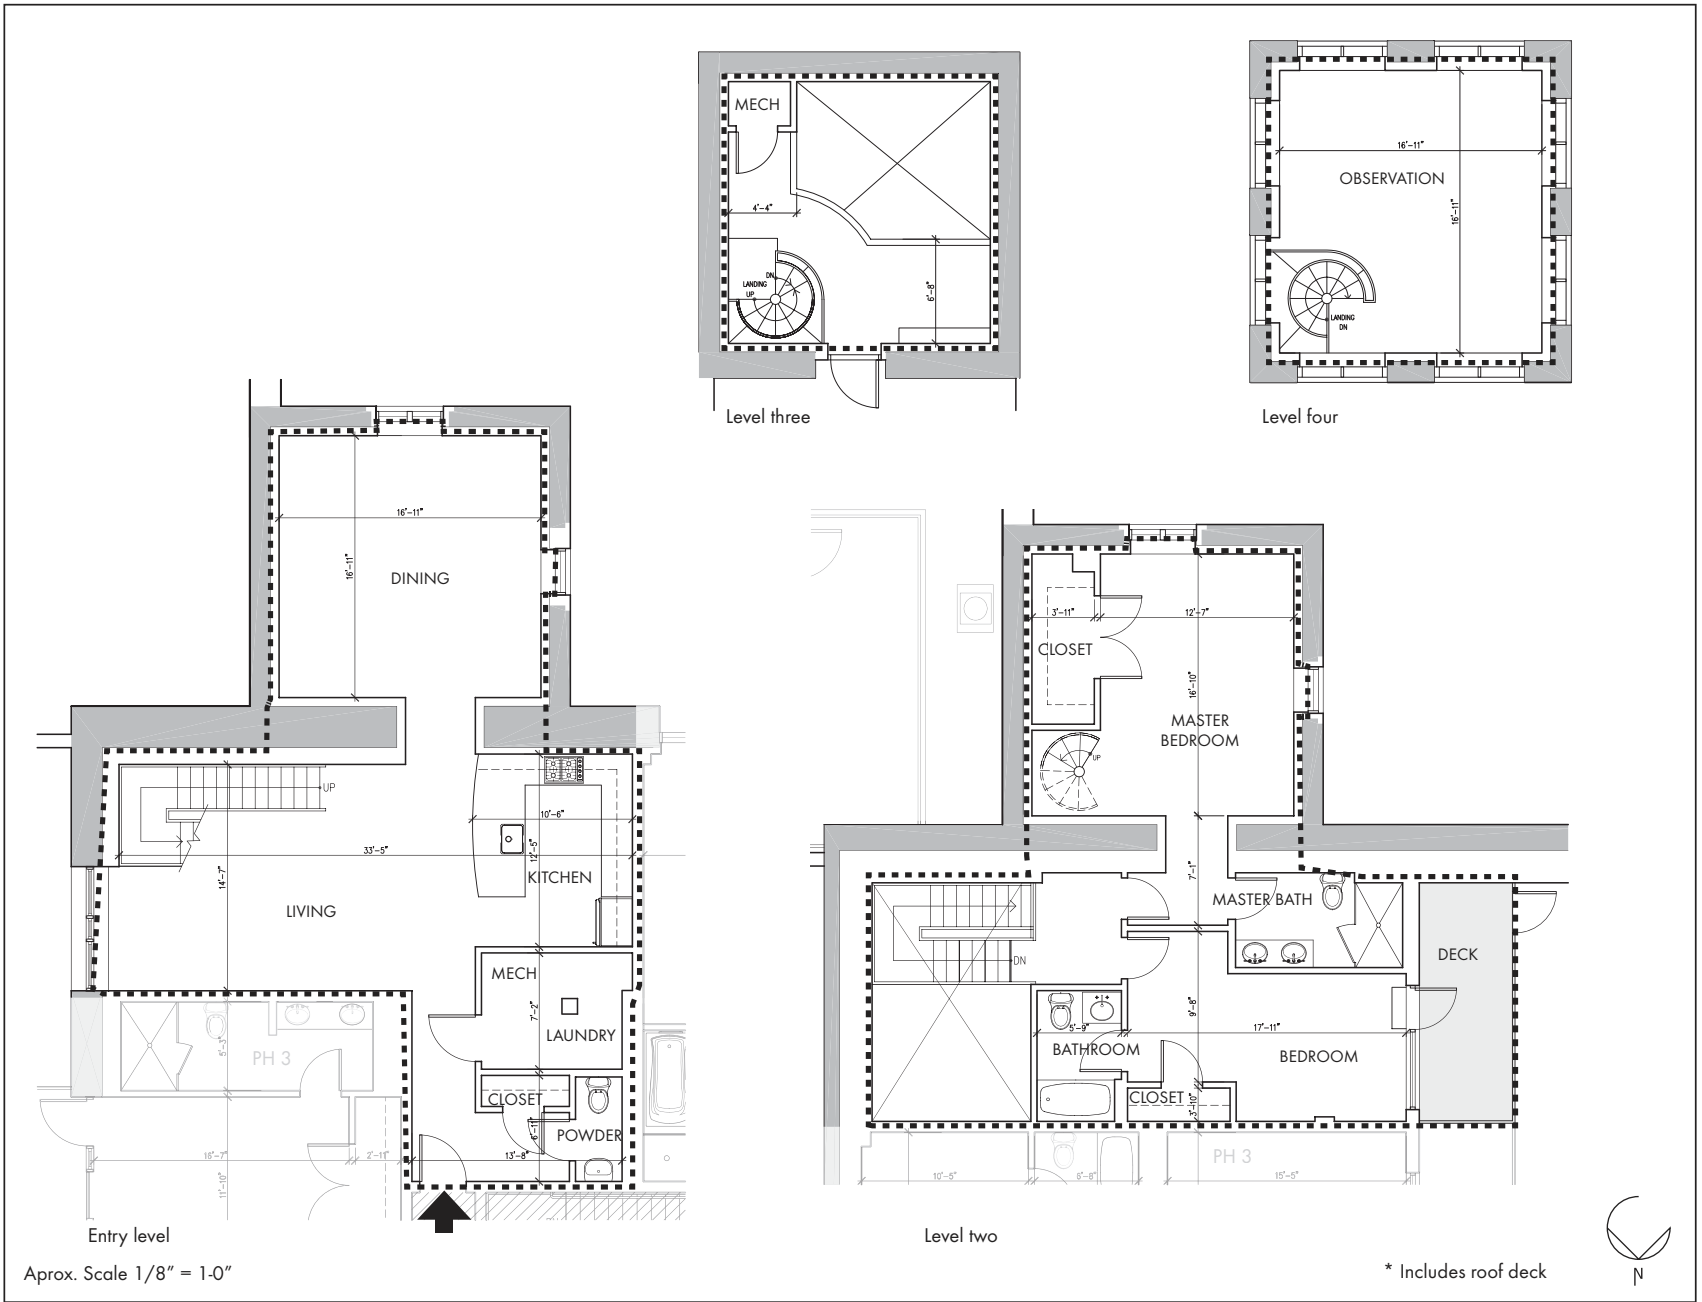 MECH
4'-4"
DN
LANDING
UP
6'-8"
Level three
16'-11"
OBSERVATION
16'-11"
LANDING
DN
Level four
16'-11"
16'-11"
DINING
UP
10'-6"
33'-5"
12'-5"
14'-7"
KITCHEN
LIVING
MECH
7'-2"
LAUNDRY
5'-3"
PH 3
CLOSET
6'-11"
POWDER
16'-7"
2'-11"
13'-8"
11'-10"
Entry level
3'-11"
12'-7"
CLOSET
16'-10"
MASTER
BEDROOM
UP
7'-1"
MASTER BATH
DN
DECK
9'-8"
5'-9"
17'-11"
BATHROOM
BEDROOM
CLOSET
3'-10"
PH 3
10'-5"
15'-5"
Level two
Aprox. Scale 1/8" = 1-0"
* Includes roof deck
N